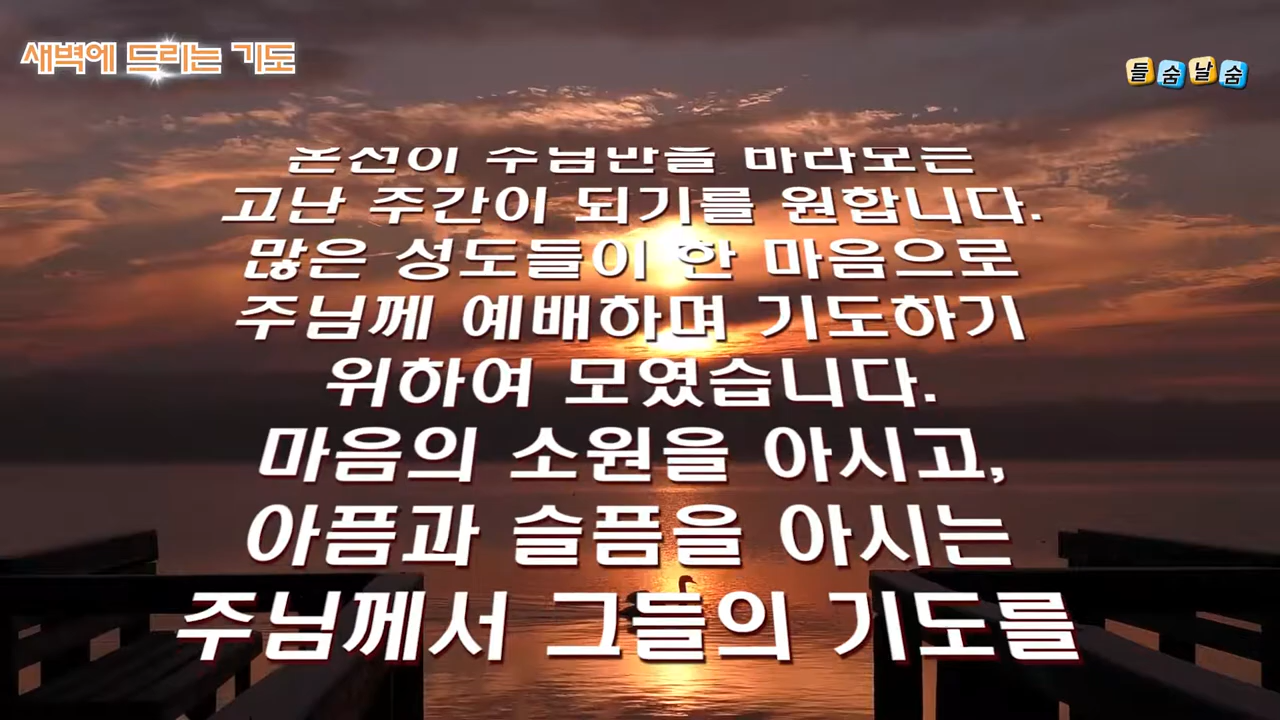 새벽에 드리는 기도
들숨날숨
온전히 주님만을 바라보는
고난 주간이 되기를 원합니다.
많은 성도들이 한 마음으로
주님께 예배하며 기도하기
위하여 모였습니다.
마음의 소원을 아시고,
아픔과 슬픔을 아시는
주님께서 그들의 기도를